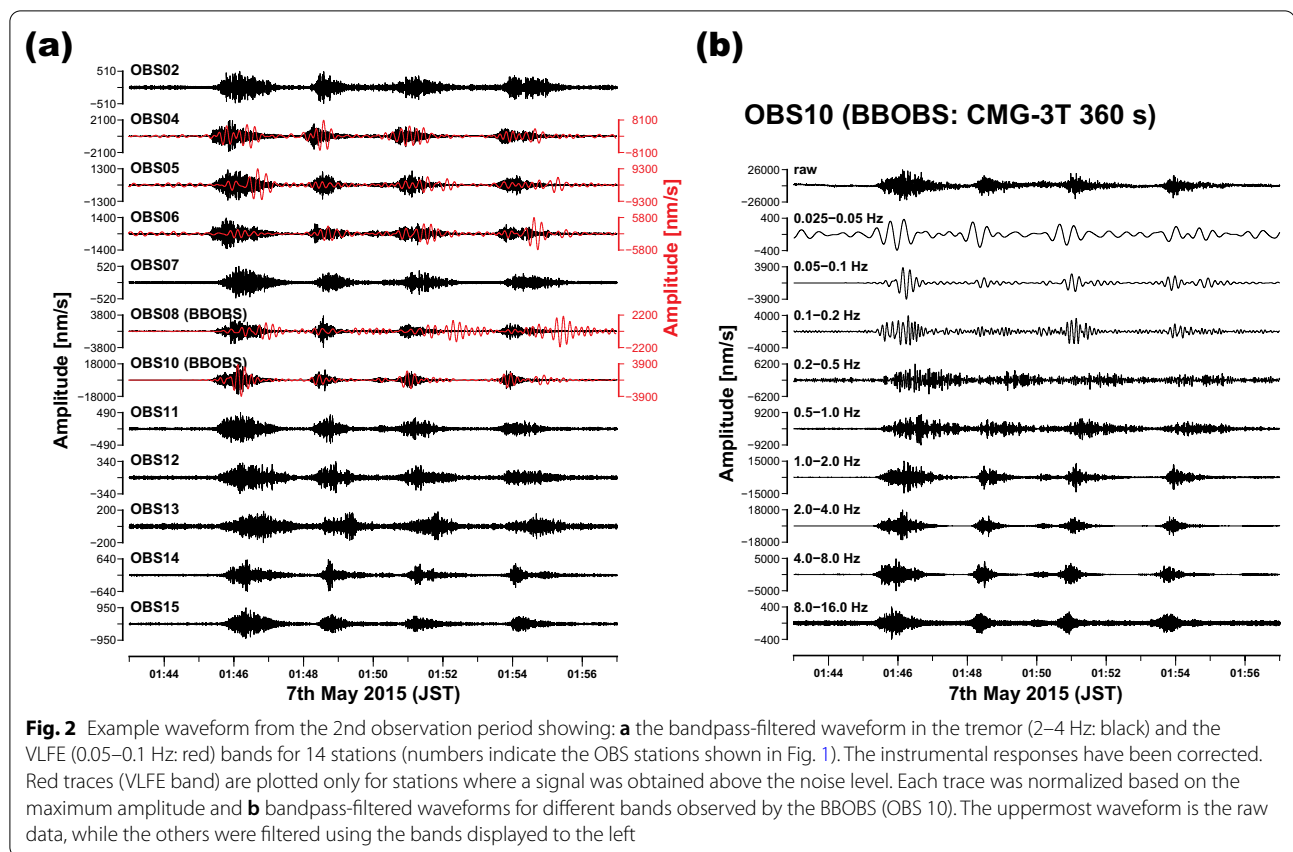 (a)
OBS02
510
−510
OBS04
2100
−2100
8100
−8100
OBS05
1300
−1300
9300
−9300
OBS06
1400
−1400
5800
−5800
OBS07
520
−520
OBS08 (BBOBS)
3800
−3800
2200
−2200
OBS10 (BBOBS)
18000
−18000
3900
−3900
OBS11
490
−490
OBS12
340
−340
OBS13
200
−200
OBS14
640
−640
OBS15
950
−950
Amplitude [nm/s]
Amplitude [nm/s]
01:44 01:46 01:48 01:50 01:52 01:54 01:56
7th May 2015 (JST)
(b)
OBS10 (BBOBS: CMG-3T 360 s)
raw
26000
−26000
0.025−0.05 Hz
400
−400
0.05−0.1 Hz
3900
−3900
0.1−0.2 Hz
4000
−4000
0.2−0.5 Hz
6200
−6200
0.5−1.0 Hz
9200
−9200
1.0−2.0 Hz
15000
−15000
2.0−4.0 Hz
18000
−18000
4.0−8.0 Hz
5000
−5000
8.0−16.0 Hz
400
−400
Amplitude [nm/s]
01:44 01:46 01:48 01:50 01:52 01:54 01:56
7th May 2015 (JST)
Fig. 2 Example waveform from the 2nd observation period showing: a the bandpass-filtered waveform in the tremor (2–4 Hz: black) and the
VLFE (0.05–0.1 Hz: red) bands for 14 stations (numbers indicate the OBS stations shown in Fig. 1). The instrumental responses have been corrected.
Red traces (VLFE band) are plotted only for stations where a signal was obtained above the noise level. Each trace was normalized based on the
maximum amplitude and b bandpass-filtered waveforms for different bands observed by the BBOBS (OBS 10). The uppermost waveform is the raw
data, while the others were filtered using the bands displayed to the left